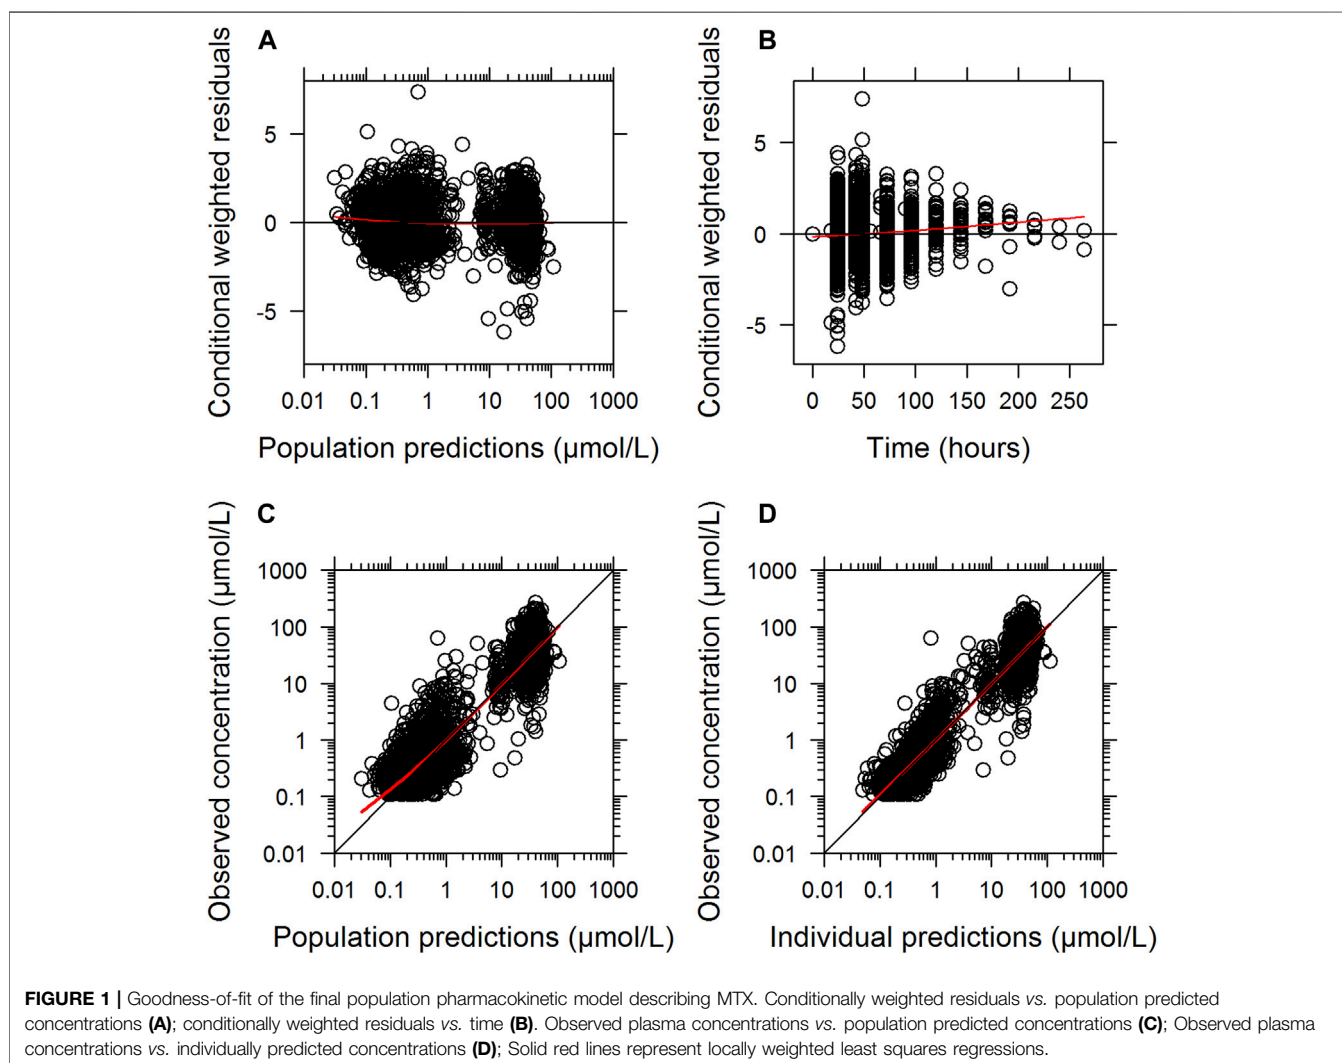 A
B
Conditional weighted residuals
5
0
-5
0.01 0.1 1 10 100 1000
Population predictions (µmol/L)
Conditional weighted residuals
5
0
-5
0 50 100 150 200 250
Time (hours)
C
D
Observed concentration (µmol/L)
1000
100
10
1
0.1
0.01
0.01 0.1 1 10 100 1000
Population predictions (µmol/L)
Observed concentration (µmol/L)
1000
100
10
1
0.1
0.01
0.01 0.1 1 10 100 1000
Individual predictions (µmol/L)
FIGURE 1 | Goodness-of-fit of the final population pharmacokinetic model describing MTX. Conditionally weighted residuals vs. population predicted
concentrations (A); conditionally weighted residuals vs. time (B). Observed plasma concentrations vs. population predicted concentrations (C); Observed plasma
concentrations vs. individually predicted concentrations (D); Solid red lines represent locally weighted least squares regressions.